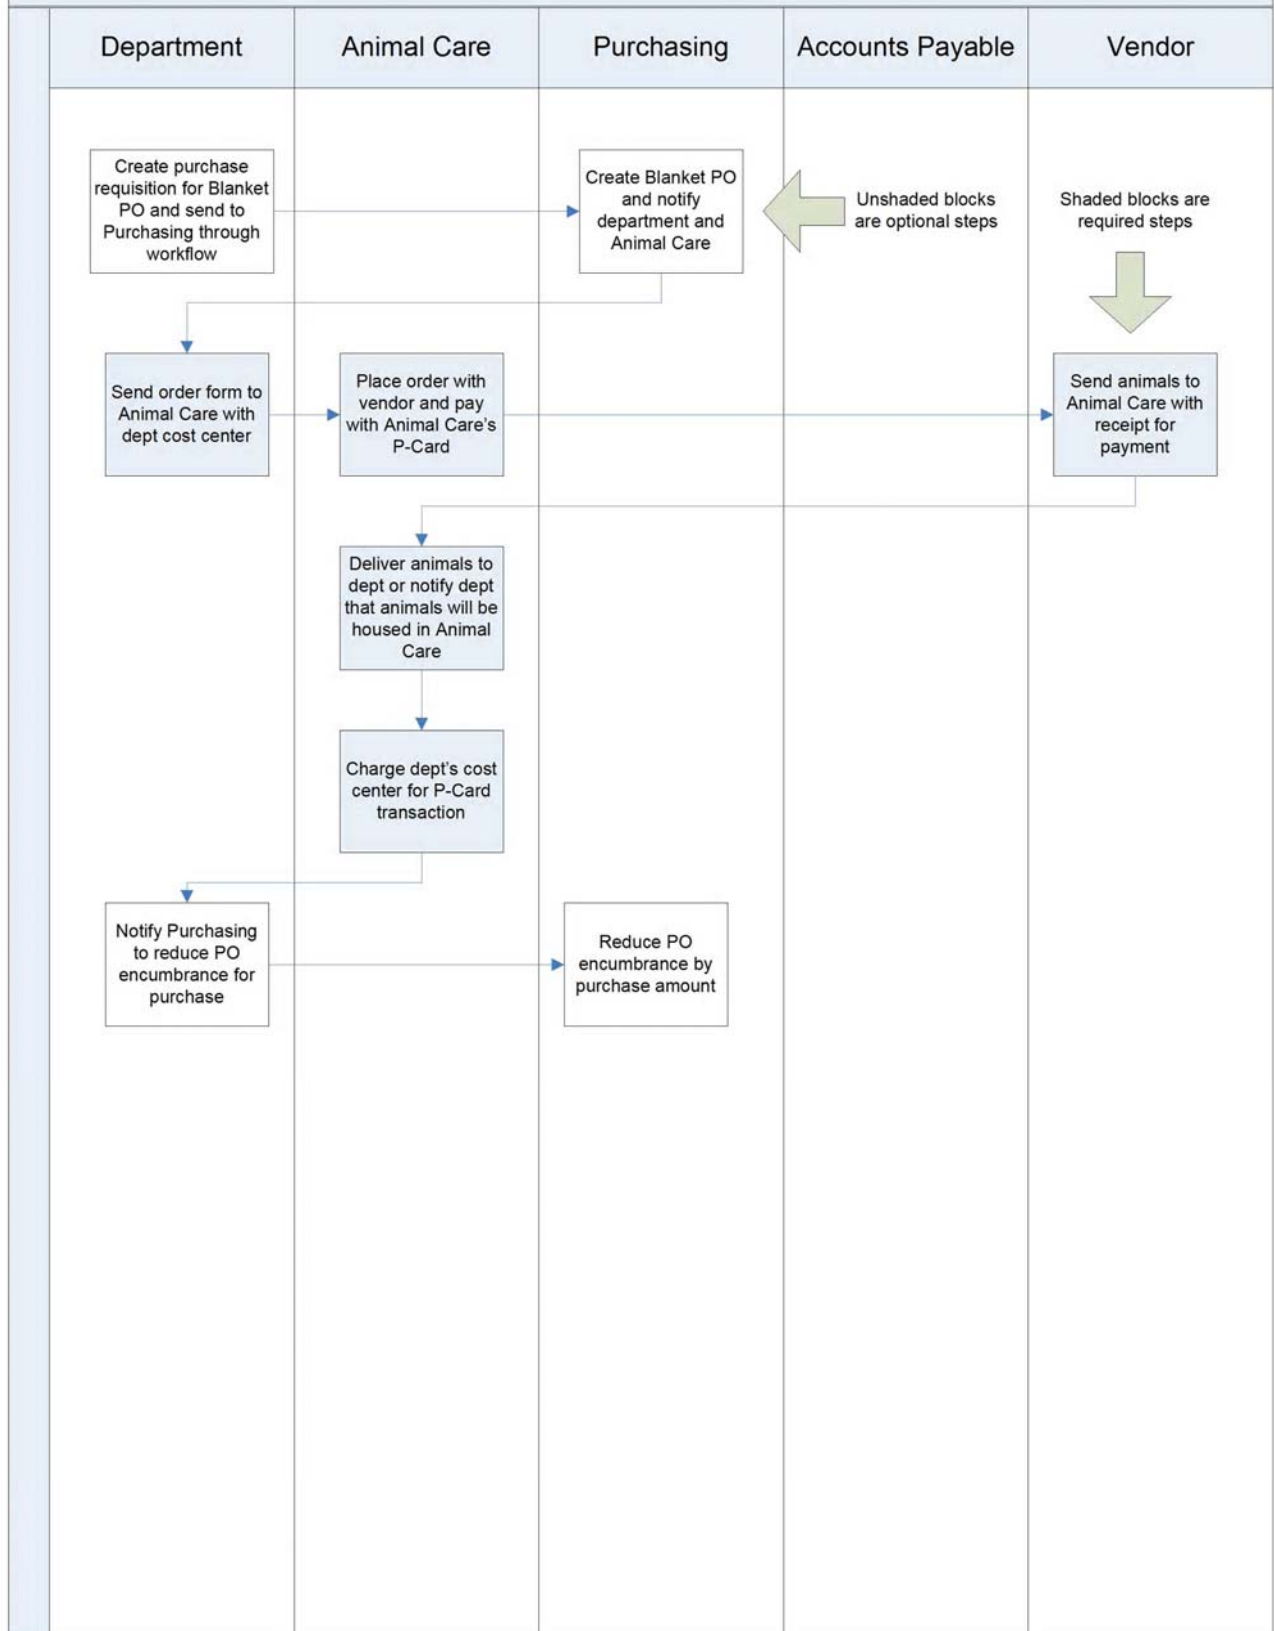 Department
Animal Care
Purchasing
Accounts Payable
Vendor
Create purchase
requisition for Blanket
PO and send to
Purchasing through
workflow
Create Blanket PO
and notify
department and
Animal Care
Unshaded blocks
are optional steps
Shaded blocks are
required steps
Send order form to
Animal Care with
dept cost center
Place order with
vendor and pay
with Animal Care's
P-Card
Send animals to
Animal Care with
receipt for
payment
Deliver animals to
dept or notify dept
that animals will be
housed in Animal
Care
Charge dept's cost
center for P-Card
transaction
Notify Purchasing
to reduce PO
encumbrance for
purchase
Reduce PO
encumbrance by
purchase amount